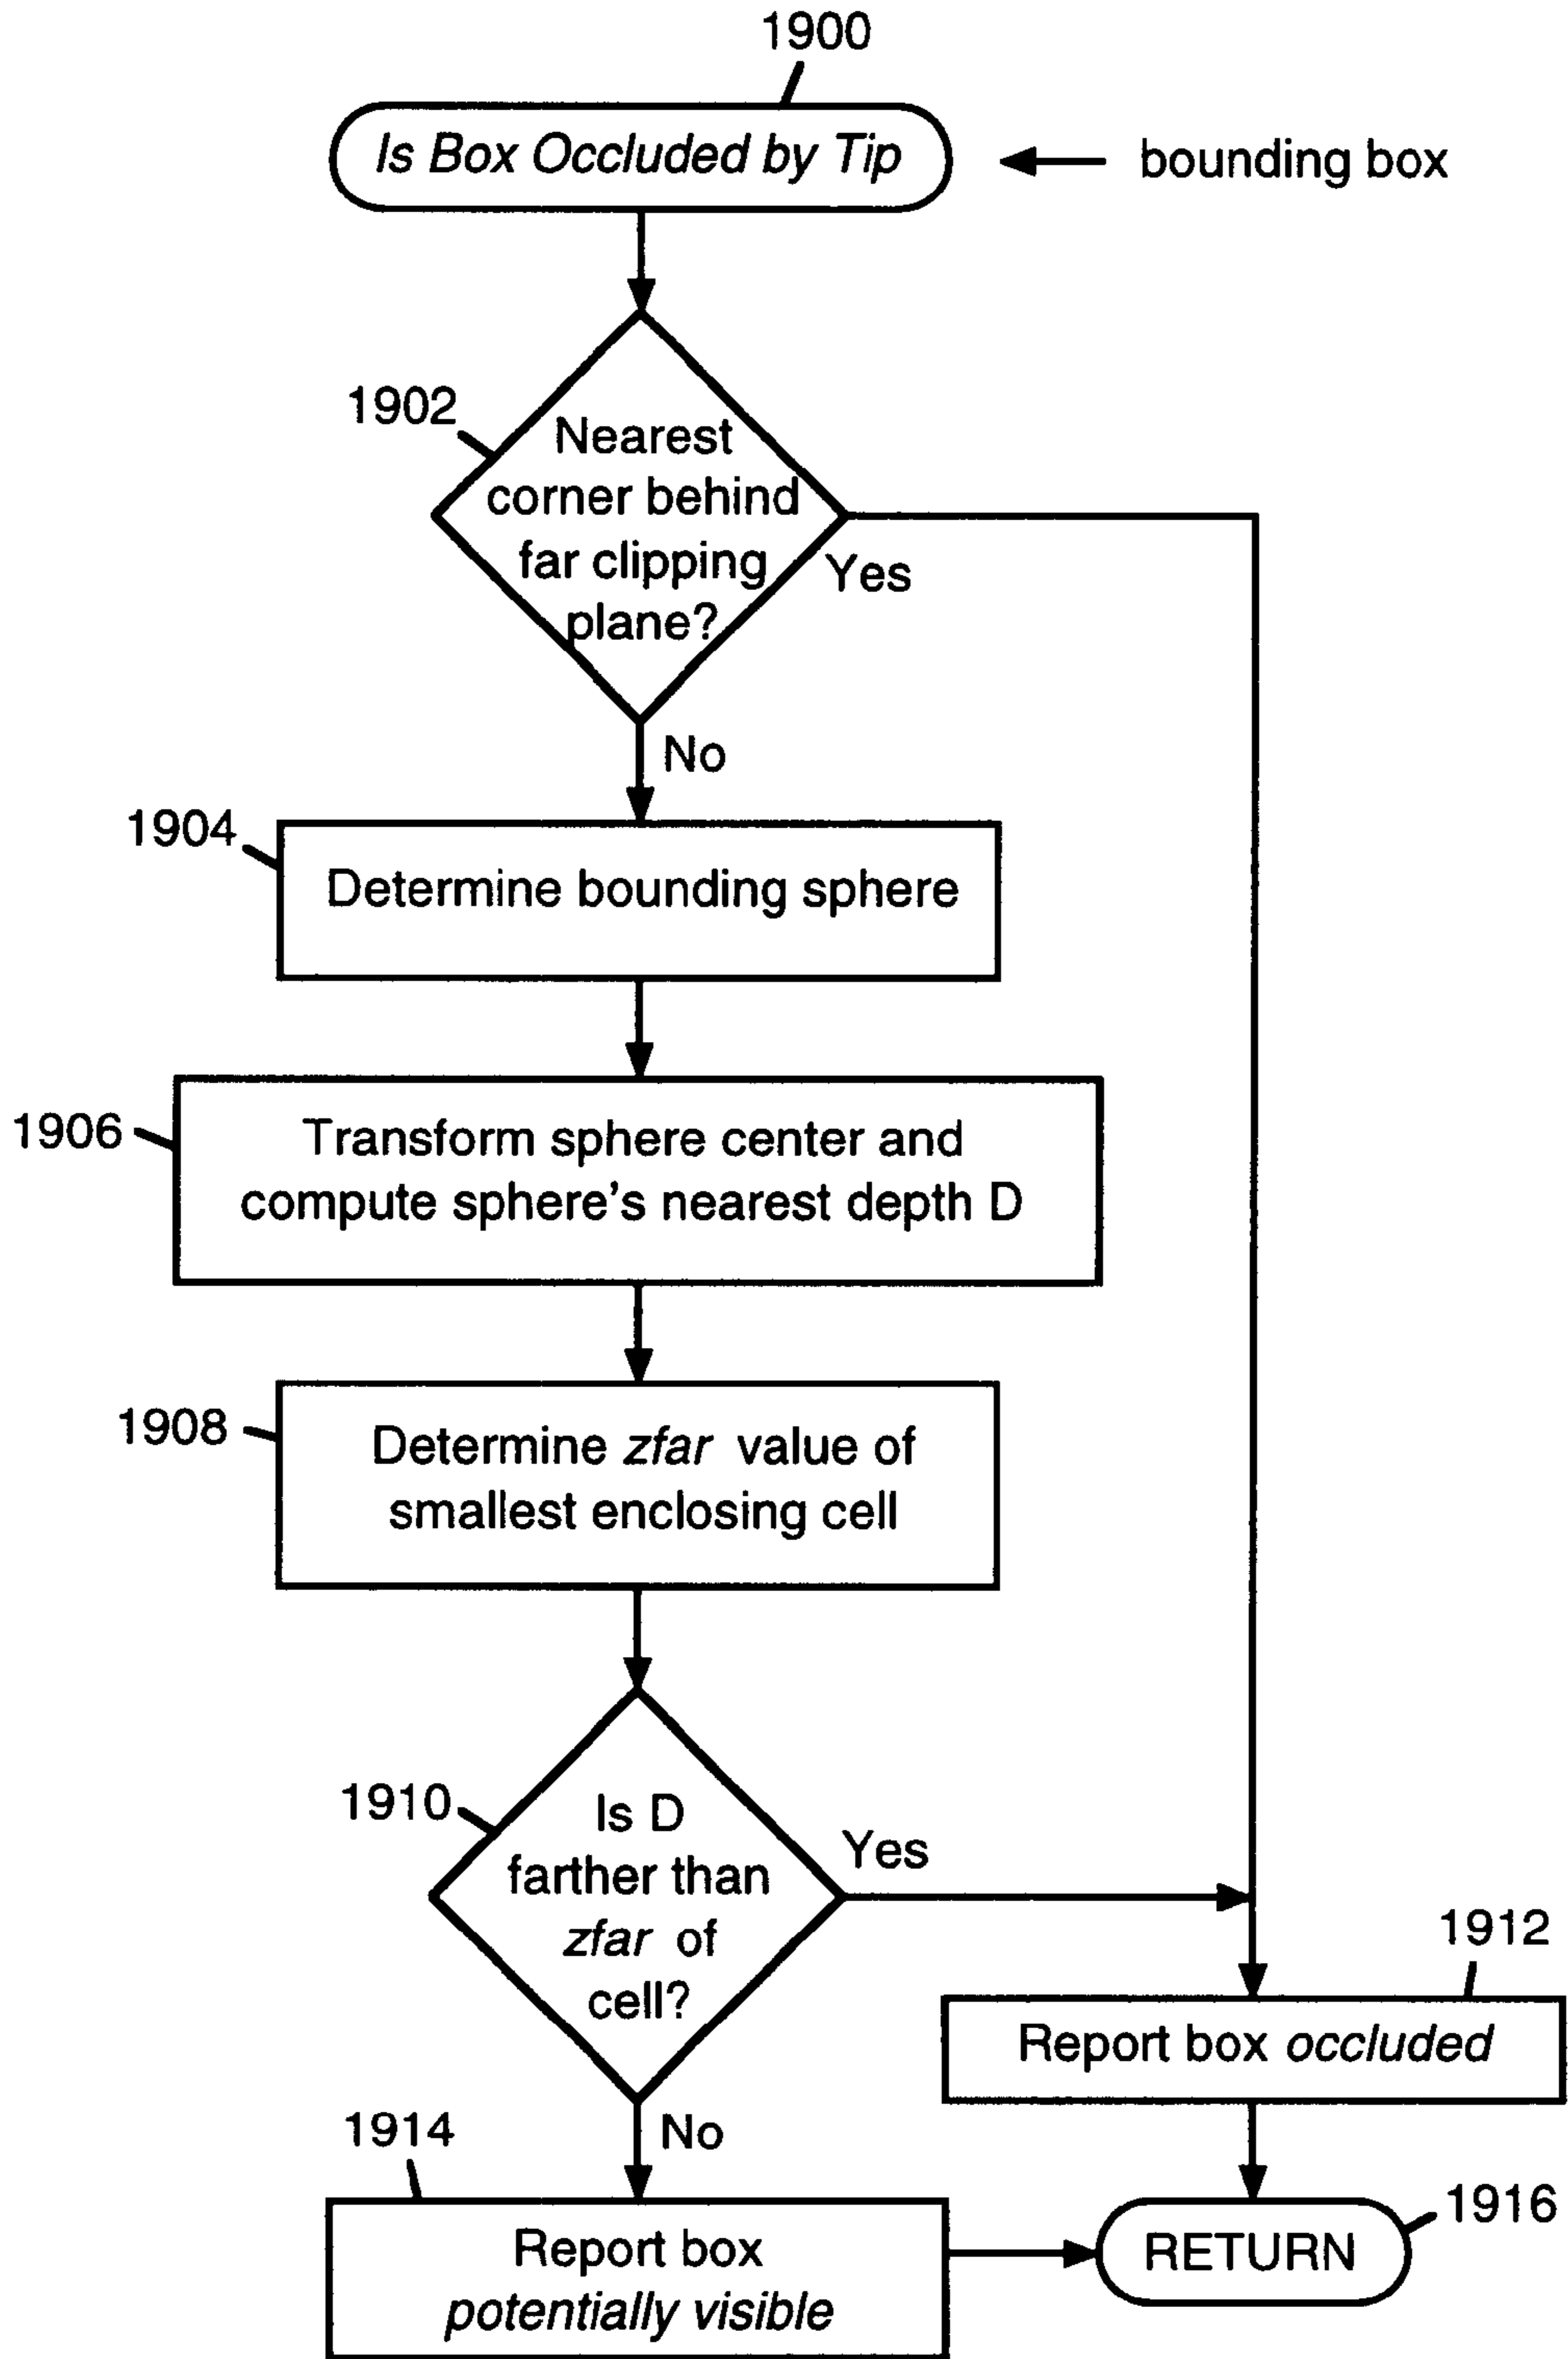 1900
Is Box Occluded by Tip
bounding box
1902
Nearest
corner behind
far clipping
plane?
Yes
No
1904
Determine bounding sphere
1906
Transform sphere center and
compute sphere's nearest depth D
1908
Determine zfar value of
smallest enclosing cell
1910
Is D
farther than
zfar of
cell?
Yes
1912
Report box occluded
No
1914
Report box
potentially visible
1916
RETURN